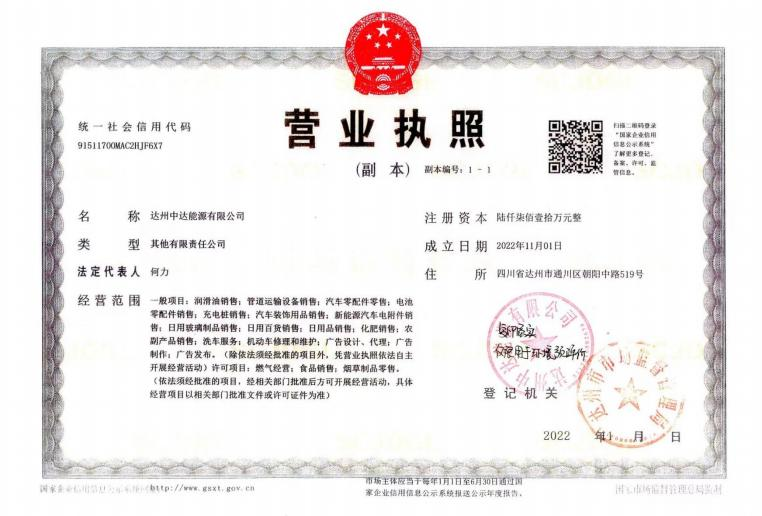 统一社会信用代码
91511700MAC2HJF6X7
营业执照
(副 本) 副本编号: 1 - 1
扫描二维码登录
“国家企业信用
信息公示系统”
了解更多登记、
备案、许可、监
管信息。
名 称 达州中达能源有限公司
类 型 其他有限责任公司
法定代表人 何力
经营范围 一般项目：润滑油销售；管道运输设备销售；汽车零配件零售；电池
零配件销售；充电桩销售；汽车装饰用品销售；新能源汽车电附件销
售；日用玻璃制品销售；日用百货销售；日用品销售；化肥销售；农
副产品销售；洗车服务；机动车修理和维护；广告设计、代理；广告
制作；广告发布。（除依法须经批准的项目外，凭营业执照依法自主
开展经营活动）许可项目：燃气经营；食品销售；烟草制品零售。
（依法须经批准的项目，经相关部门批准后方可开展经营活动，具体
经营项目以相关部门批准文件或许可证件为准）
注册资本 陆仟柒佰壹拾万元整
成立日期 2022年11月01日
住 所 四川省达州市通川区朝阳中路519号
仅用于环境影响评价
登记机关
达州市市场监督管理局
2022 年 月 日
国家企业信用信息公示系统网址：http://www.gsxt.gov.cn
市场主体应当于每年1月1日至6月30日通过国
家企业信用信息公示系统报送公示年度报告。
国家市场监督管理总局监制